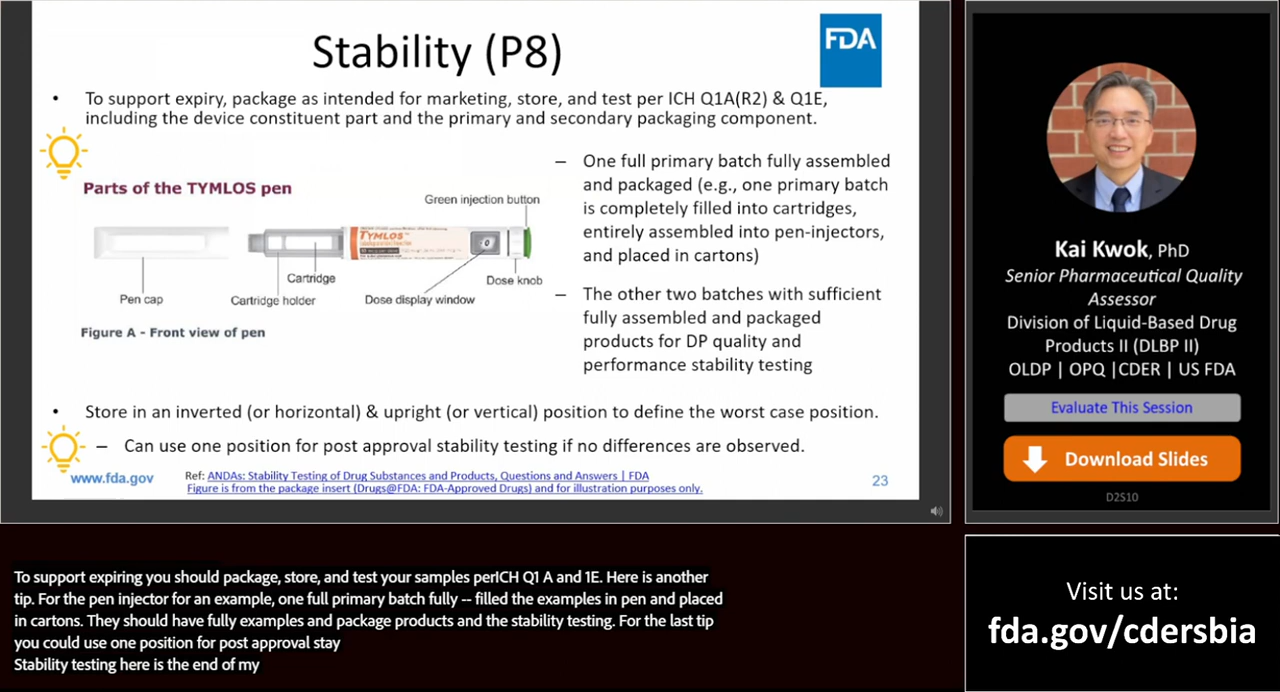 Stability (P8)
FDA
• To support expiry, package as intended for marketing, store, and test per ICH Q1A(R2) & Q1E,
including the device constituent part and the primary and secondary packaging component.
Parts of the TYMLOS pen
Green injection button
TYMLOS
Cartridge
Dose knob
Pen cap
Cartridge holder
Dose display window
Figure A - Front view of pen
– One full primary batch fully assembled
and packaged (e.g., one primary batch
is completely filled into cartridges,
entirely assembled into pen-injectors,
and placed in cartons)
– The other two batches with sufficient
fully assembled and packaged
products for DP quality and
performance stability testing
• Store in an inverted (or horizontal) & upright (or vertical) position to define the worst case position.
– Can use one position for post approval stability testing if no differences are observed.
www.fda.gov
Ref: ANDAs: Stability Testing of Drug Substances and Products, Questions and Answers | FDA
Figure is from the package insert (Drugs@FDA: FDA-Approved Drugs) and for illustration purposes only.
23
Kai Kwok, PhD
Senior Pharmaceutical Quality
Assessor
Division of Liquid-Based Drug
Products II (DLBP II)
OLDP | OPQ |CDER | US FDA
Evaluate This Session
Download Slides
D2S10
To support expiring you should package, store, and test your samples perICH Q1 A and 1E. Here is another
tip. For the pen injector for an example, one full primary batch fully -- filled the examples in pen and placed
in cartons. They should have fully examples and package products and the stability testing. For the last tip
you could use one position for post approval stay
Stability testing here is the end of my
Visit us at:
fda.gov/cdersbia